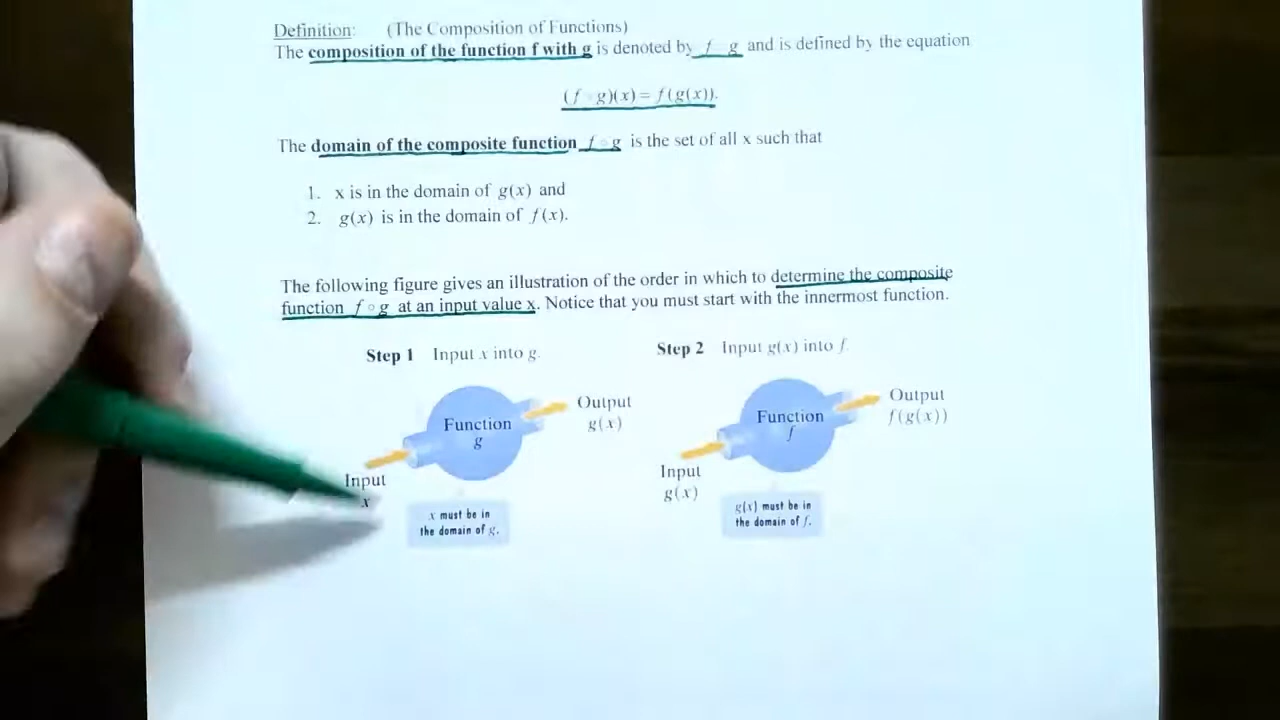 Definition: (The Composition of Functions)
The composition of the function f with g is denoted by f∘g and is defined by the equation
(f∘g)(x) = f(g(x)).
The domain of the composite function f∘g is the set of all x such that
1. x is in the domain of g(x) and
2. g(x) is in the domain of f(x).
The following figure gives an illustration of the order in which to determine the composite
function f∘g at an input value x. Notice that you must start with the innermost function.
Step 1 Input x into g.
Step 2 Input g(x) into f.
Function
g
Output
g(x)
Input
x
x must be in
the domain of g.
Function
f
Output
f(g(x))
Input
g(x)
g(x) must be in
the domain of f.